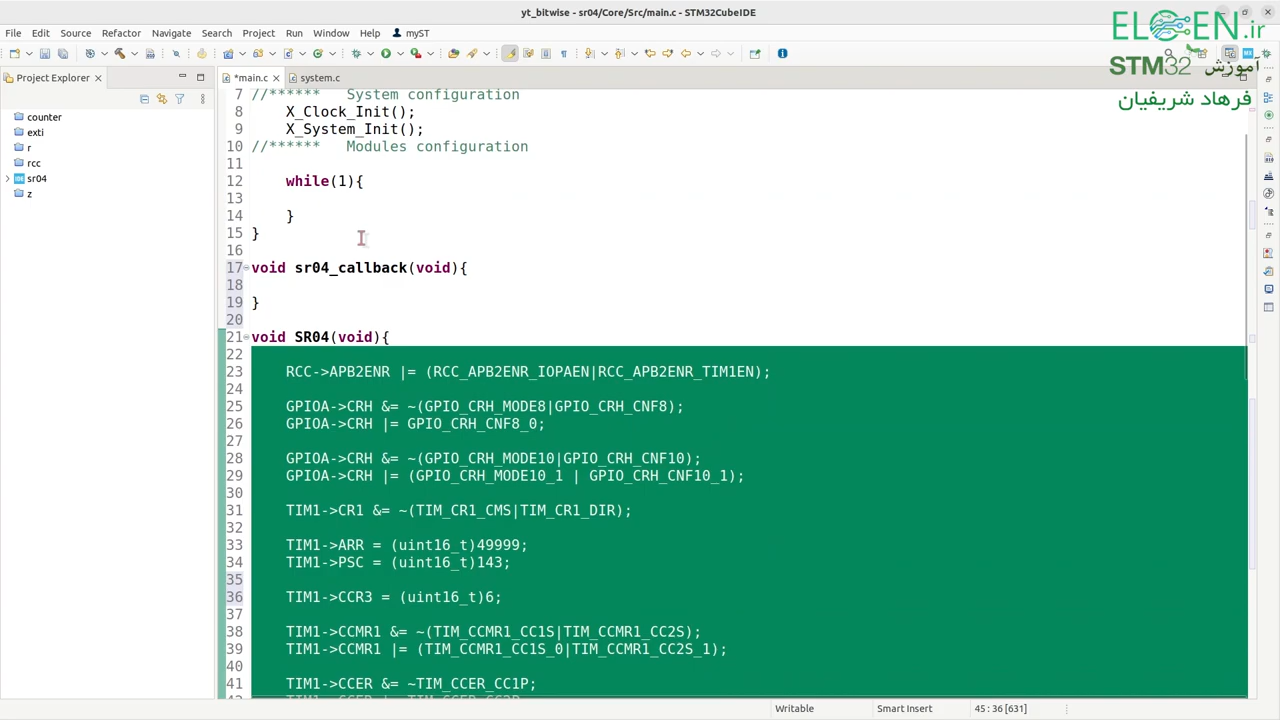 yt_bitwise - sr04/Core/Src/main.c - STM32CubeIDE
ELOEN.ir
File Edit Source Refactor Navigate Search Project Run Window Help myST
آموزش STM32
فرهاد شریفیان
Project Explorer
*main.c system.c
counter
exti
r
rcc
sr04
z
7 //****** System configuration
8 X_Clock_Init();
9 X_System_Init();
10 //****** Modules configuration
11
12 while(1){
13
14 }
15 }
16
17 void sr04_callback(void){
18
19 }
20
21 void SR04(void){
22
23 RCC->APB2ENR |= (RCC_APB2ENR_IOPAEN|RCC_APB2ENR_TIM1EN);
24
25 GPIOA->CRH &= ~(GPIO_CRH_MODE8|GPIO_CRH_CNF8);
26 GPIOA->CRH |= GPIO_CRH_CNF8_0;
27
28 GPIOA->CRH &= ~(GPIO_CRH_MODE10|GPIO_CRH_CNF10);
29 GPIOA->CRH |= (GPIO_CRH_MODE10_1 | GPIO_CRH_CNF10_1);
30
31 TIM1->CR1 &= ~(TIM_CR1_CMS|TIM_CR1_DIR);
32
33 TIM1->ARR = (uint16_t)49999;
34 TIM1->PSC = (uint16_t)143;
35
36 TIM1->CCR3 = (uint16_t)6;
37
38 TIM1->CCMR1 &= ~(TIM_CCMR1_CC1S|TIM_CCMR1_CC2S);
39 TIM1->CCMR1 |= (TIM_CCMR1_CC1S_0|TIM_CCMR1_CC2S_1);
40
41 TIM1->CCER &= ~TIM_CCER_CC1P;
Writable Smart Insert 45 : 36 [631]